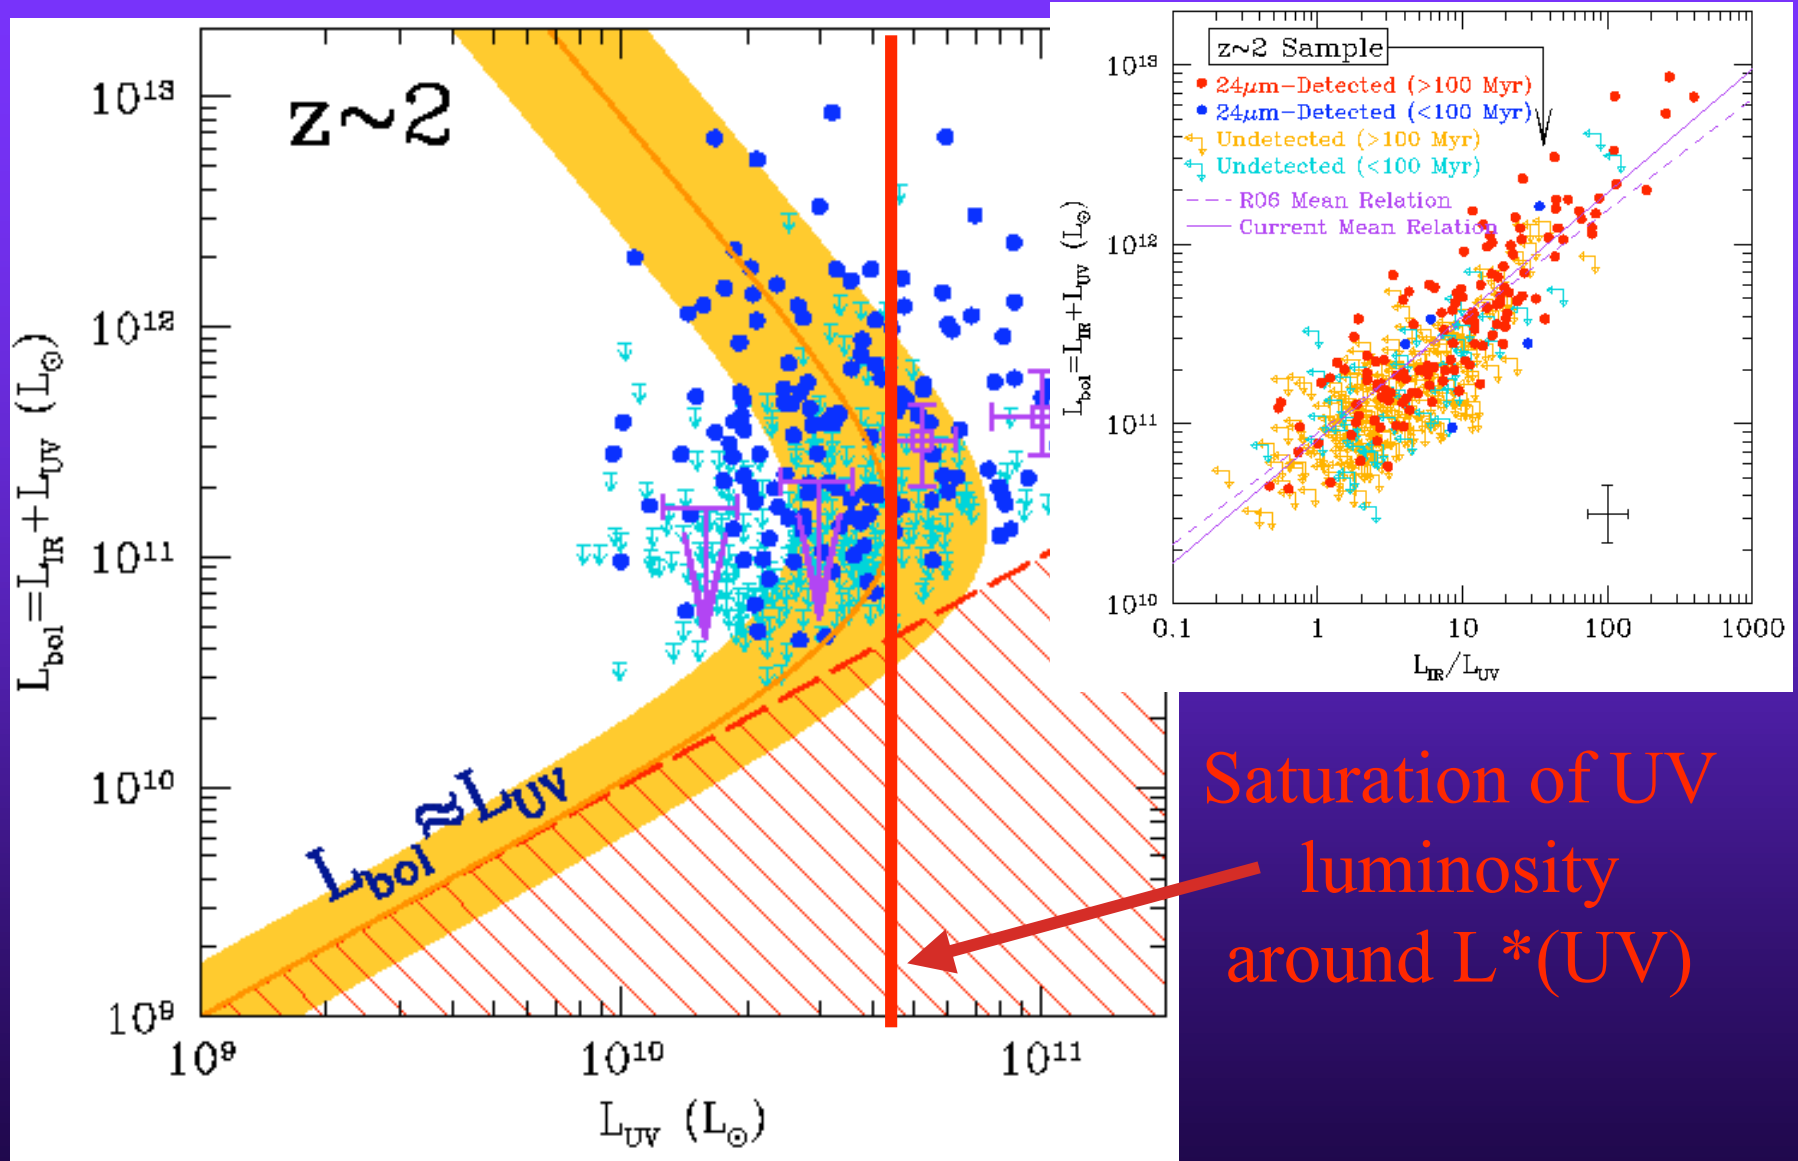 z~2
10¹³
10¹²
10¹¹
10¹⁰
10⁹
L_bol=L_IR+L_UV (L_⊙)
L_bol≈L_UV
10⁹ 10¹⁰ 10¹¹
L_UV (L_⊙)
z~2 Sample
24μm-Detected (>100 Myr)
24μm-Detected (<100 Myr)
Undetected (>100 Myr)
Undetected (<100 Myr)
R06 Mean Relation
Current Mean Relation
10¹³
10¹²
10¹¹
10¹⁰
L_bol=L_IR+L_UV (L_⊙)
0.1 1 10 100 1000
L_IR/L_UV
Saturation of UV
luminosity
around L*(UV)